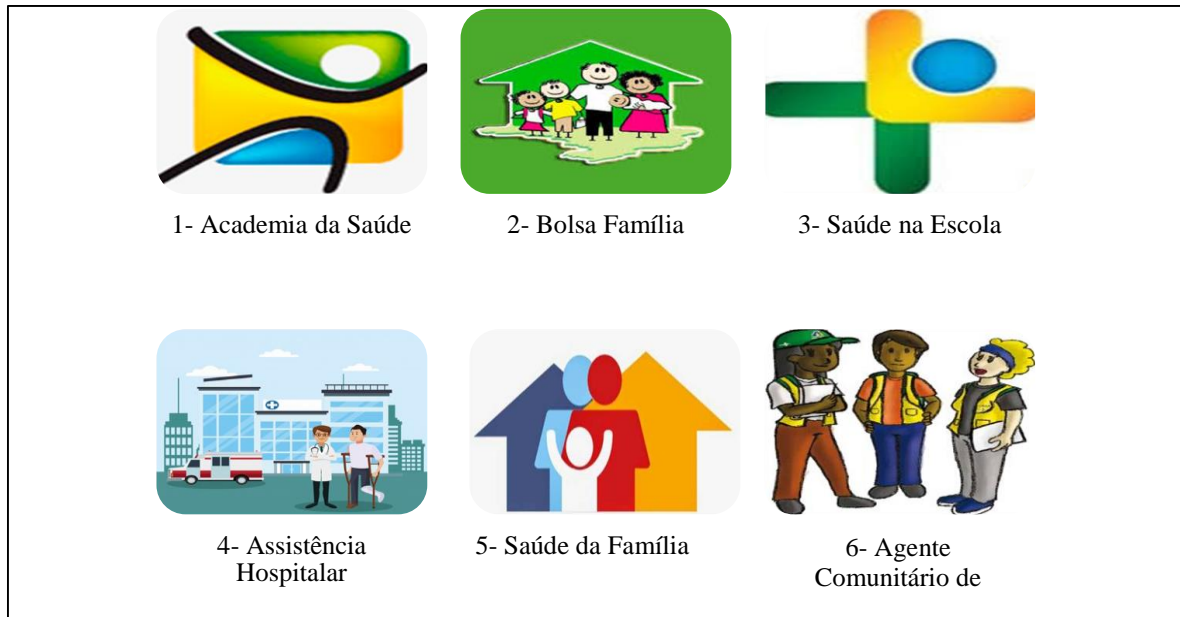 1- Academia da Saúde
2- Bolsa Família
3- Saúde na Escola
4- Assistência
Hospitalar
5- Saúde da Família
6- Agente
Comunitário de